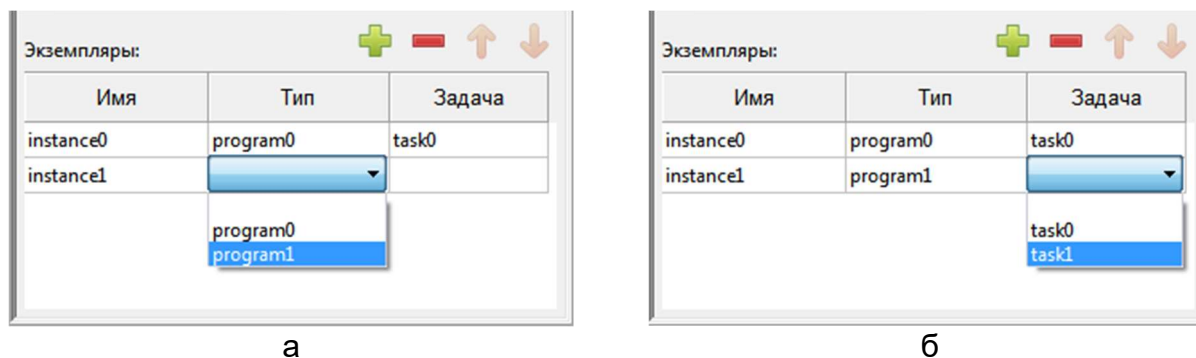 Экземпляры:
Имя Тип Задача
instance0 program0 task0
instance1
program0
program1
а
Экземпляры:
Имя Тип Задача
instance0 program0 task0
instance1 program1
task0
task1
б